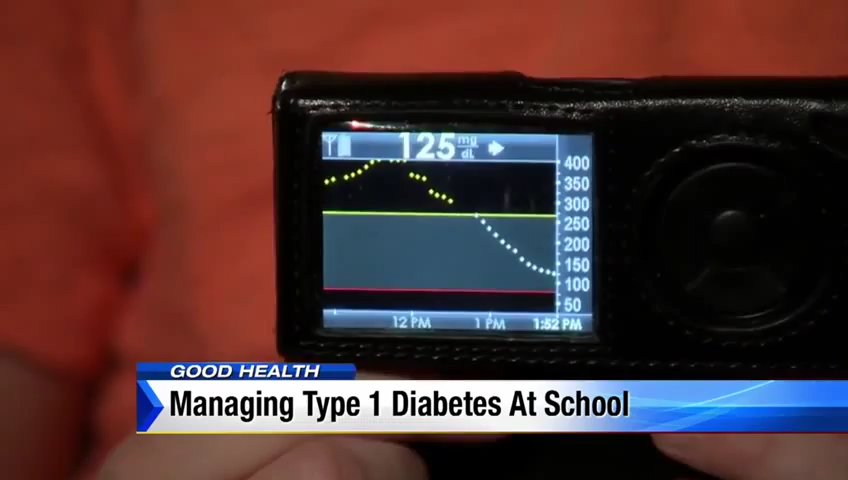 125 mg/dL
400
350
300
250
200
150
100
50
12 PM 1 PM 1:52 PM
GOOD HEALTH
Managing Type 1 Diabetes At School